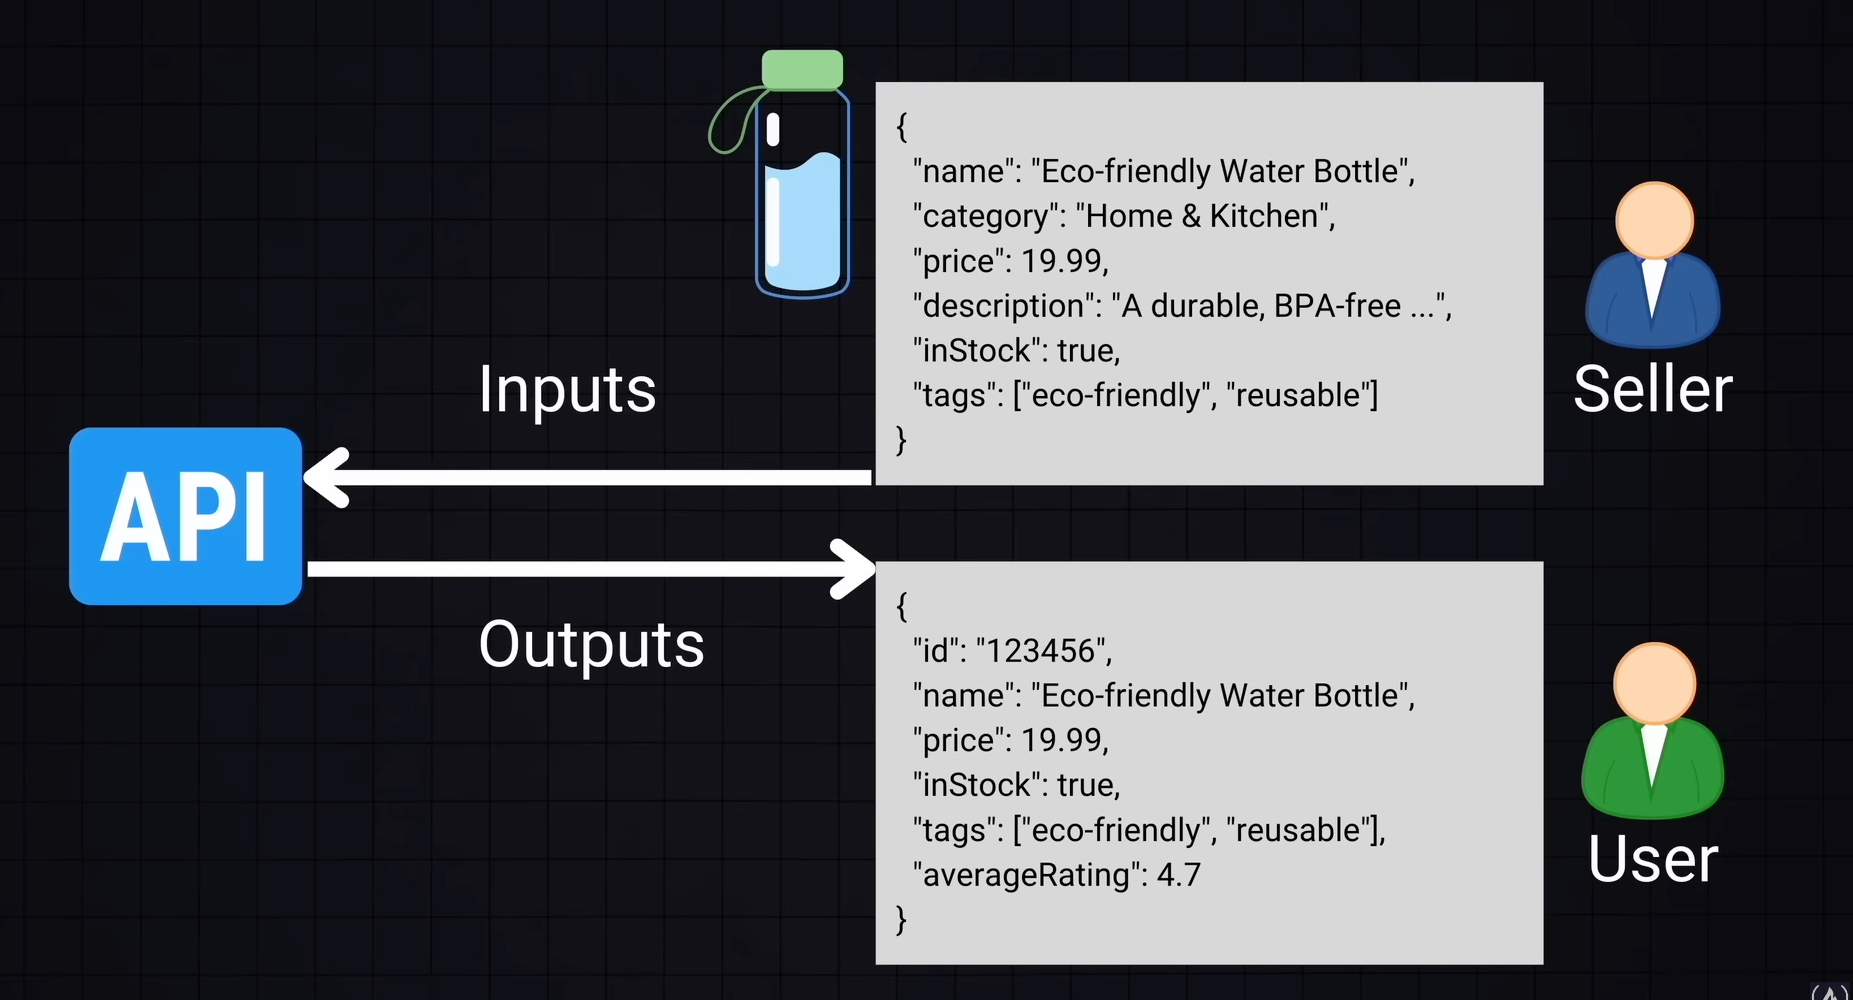 {
"name": "Eco-friendly Water Bottle",
"category": "Home & Kitchen",
"price": 19.99,
"description": "A durable, BPA-free ...",
"inStock": true,
"tags": ["eco-friendly", "reusable"]
}
Seller
Inputs
API
Outputs
{
"id": "123456",
"name": "Eco-friendly Water Bottle",
"price": 19.99,
"inStock": true,
"tags": ["eco-friendly", "reusable"],
"averageRating": 4.7
}
User